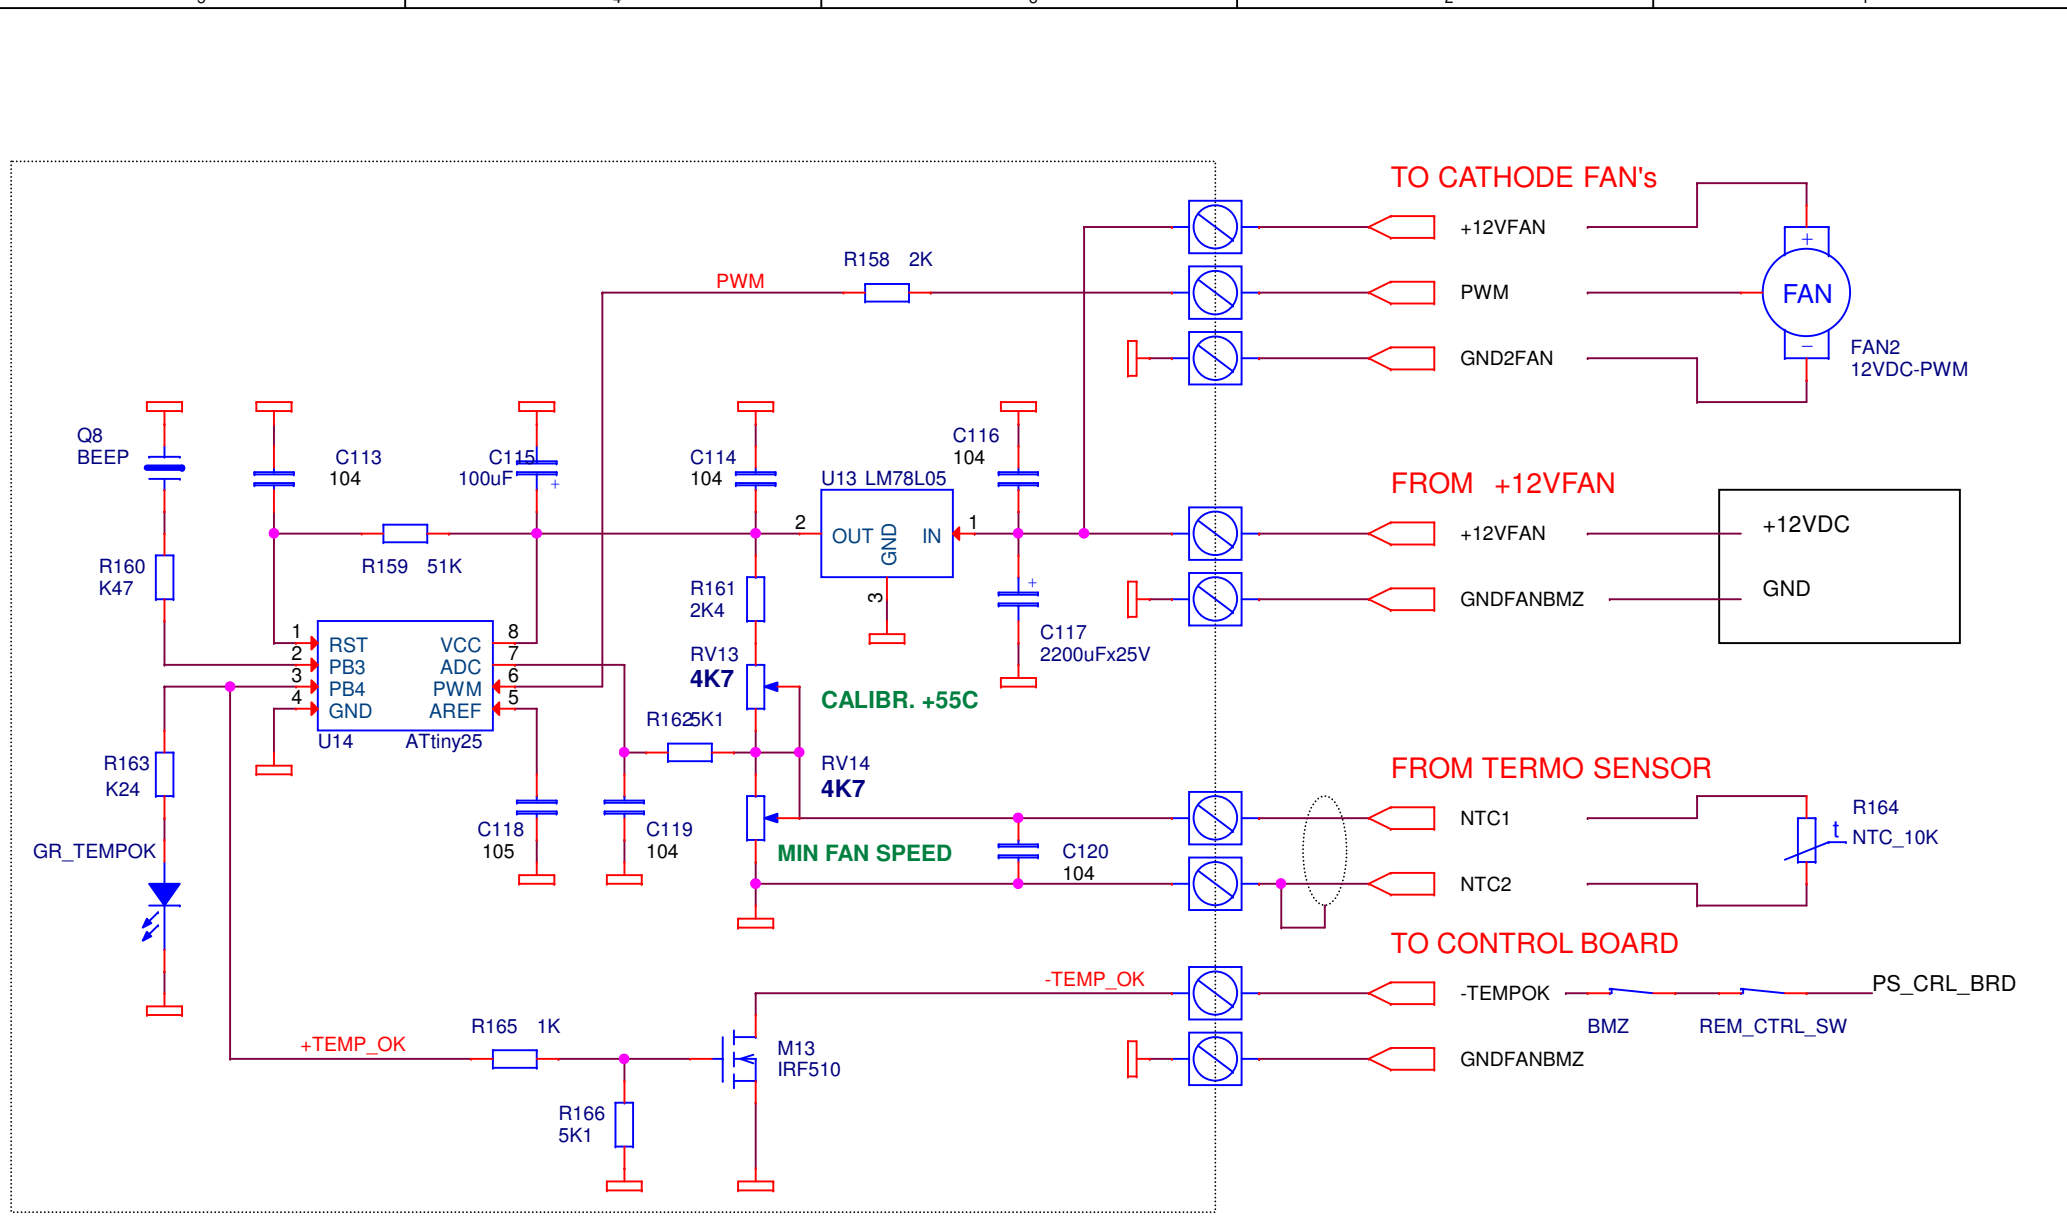 TO CATHODE FAN's
+12VFAN
PWM
GND2FAN
+
FAN
−
FAN2
12VDC-PWM
R158 2K
PWM
Q8
BEEP
C113
104
C115
100uF
+
C114
104
C116
104
U13 LM78L05
2
OUT
GND
IN
1
3
R159 51K
R160
K47
R161
2K4
+
C117
2200uFx25V
FROM +12VFAN
+12VFAN
GNDFANBMZ
+12VDC
GND
1
2
3
4
RST
PB3
PB4
GND
VCC
ADC
PWM
AREF
8
7
6
5
U14
ATtiny25
RV13
4K7
CALIBR. +55C
R162
5K1
RV14
4K7
MIN FAN SPEED
R163
K24
GR_TEMPOK
C118
105
C119
104
C120
104
FROM TERMO SENSOR
NTC1
NTC2
R164
t
NTC_10K
TO CONTROL BOARD
-TEMP_OK
-TEMPOK
PS_CRL_BRD
BMZ
REM_CTRL_SW
GNDFANBMZ
+TEMP_OK
R165 1K
M13
IRF510
R166
5K1